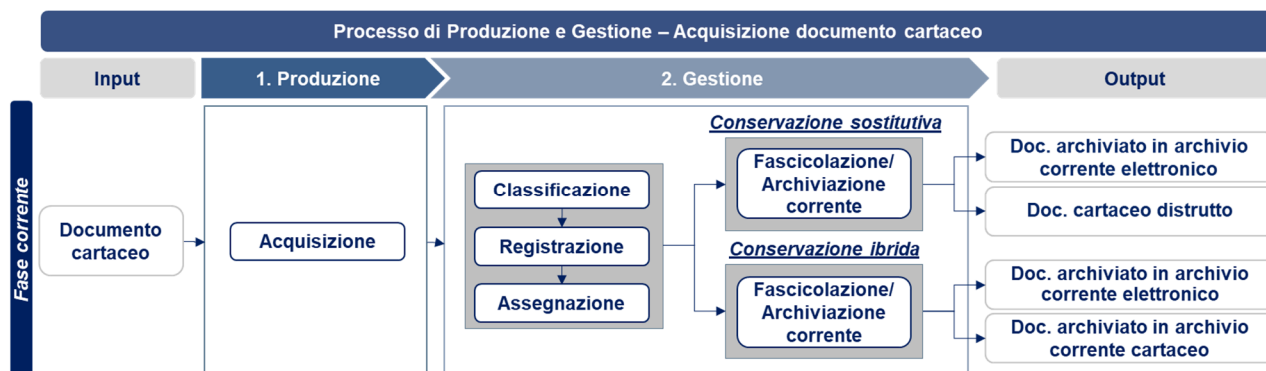 Processo di Produzione e Gestione – Acquisizione documento cartaceo
Input
1. Produzione
2. Gestione
Output
Fase corrente
Documento
cartaceo
Acquisizione
Classificazione
Registrazione
Assegnazione
Conservazione sostitutiva
Fascicolazione/
Archiviazione
corrente
Conservazione ibrida
Fascicolazione/
Archiviazione
corrente
Doc. archiviato in archivio
corrente elettronico
Doc. cartaceo distrutto
Doc. archiviato in archivio
corrente elettronico
Doc. archiviato in archivio
corrente cartaceo